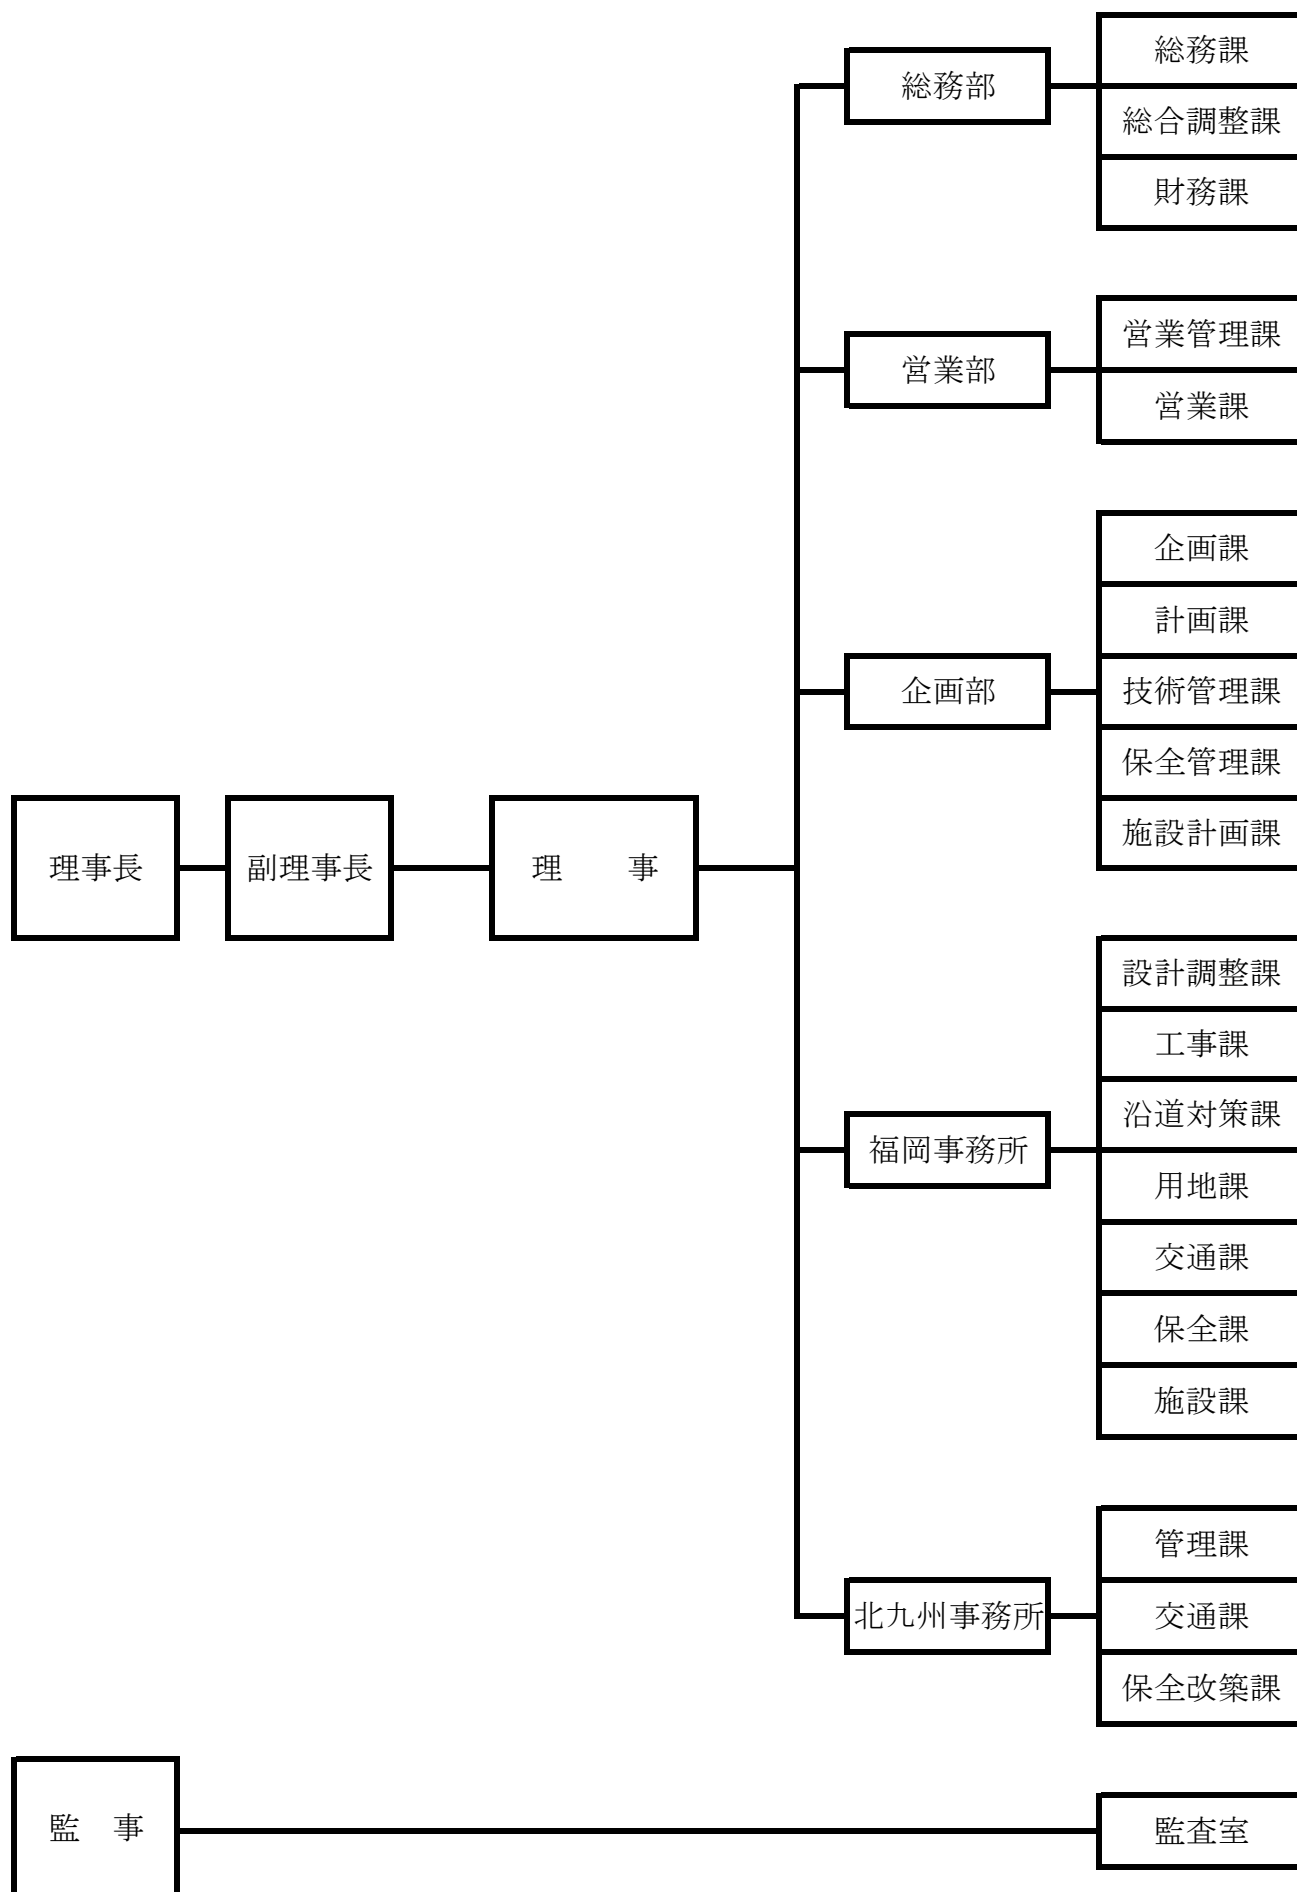 総務部
総務課
総合調整課
財務課
営業部
営業管理課
営業課
企画部
企画課
計画課
技術管理課
保全管理課
施設計画課
理事長
副理事長
理　　事
福岡事務所
設計調整課
工事課
沿道対策課
用地課
交通課
保全課
施設課
北九州事務所
管理課
交通課
保全改築課
監　事
監査室